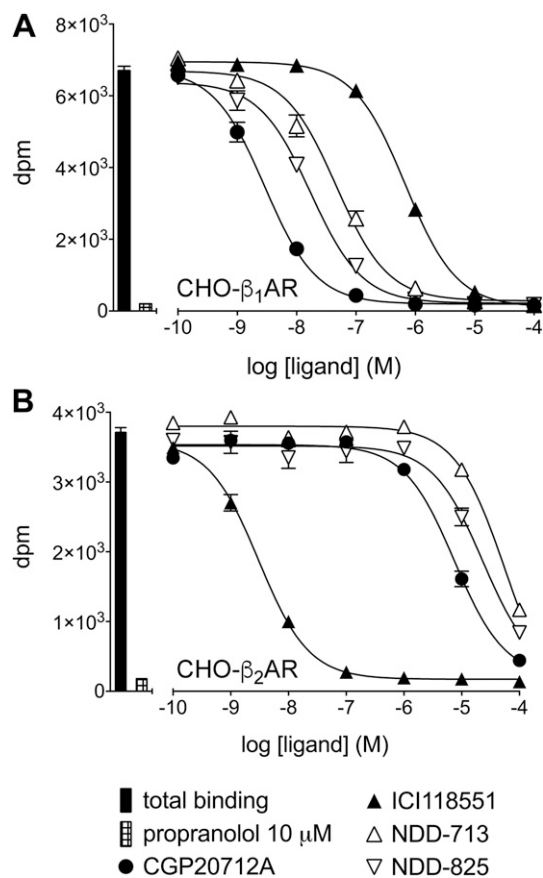 A
8×10³
6×10³
4×10³
2×10³
0
dpm
CHO-β₁AR
-10 -9 -8 -7 -6 -5 -4
log [ligand] (M)
B
4×10³
3×10³
2×10³
1×10³
0
dpm
CHO-β₂AR
-10 -9 -8 -7 -6 -5 -4
log [ligand] (M)
total binding
propranolol 10 μM
CGP20712A
ICI118551
NDD-713
NDD-825